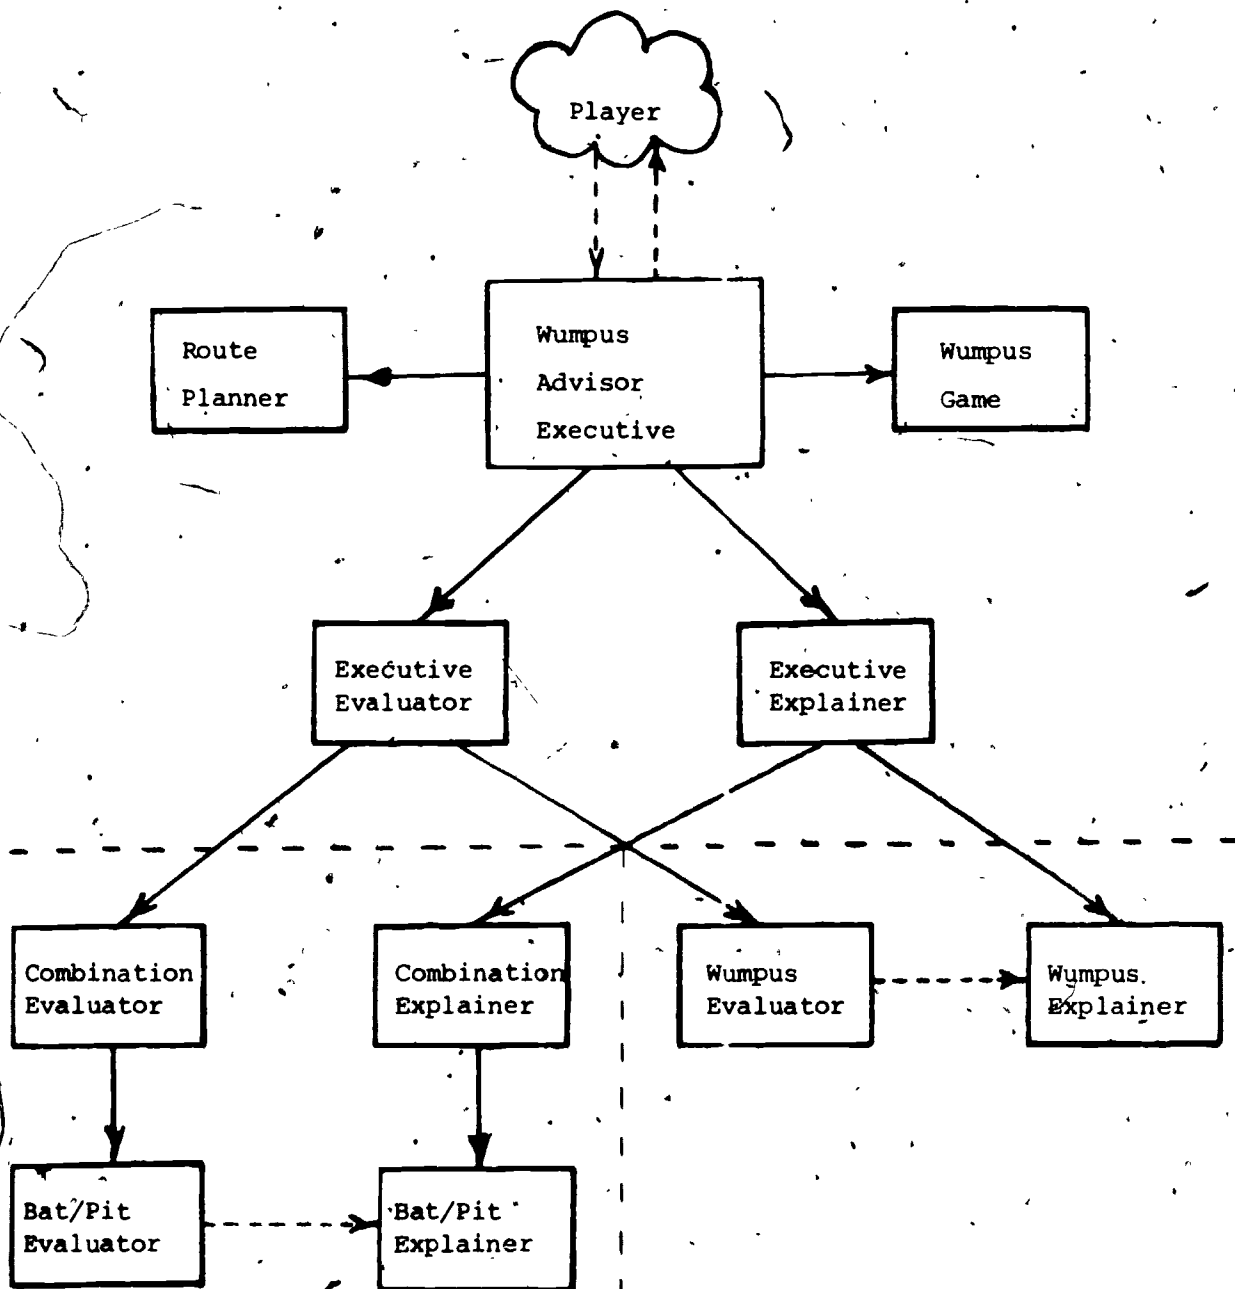 Player
Route
Planner
Wumpus
Advisor
Executive
Wumpus
Game
Executive
Evaluator
Executive
Explainer
Combination
Evaluator
Combination
Explainer
Wumpus
Evaluator
Wumpus
Explainer
Bat/Pit
Evaluator
Bat/Pit
Explainer